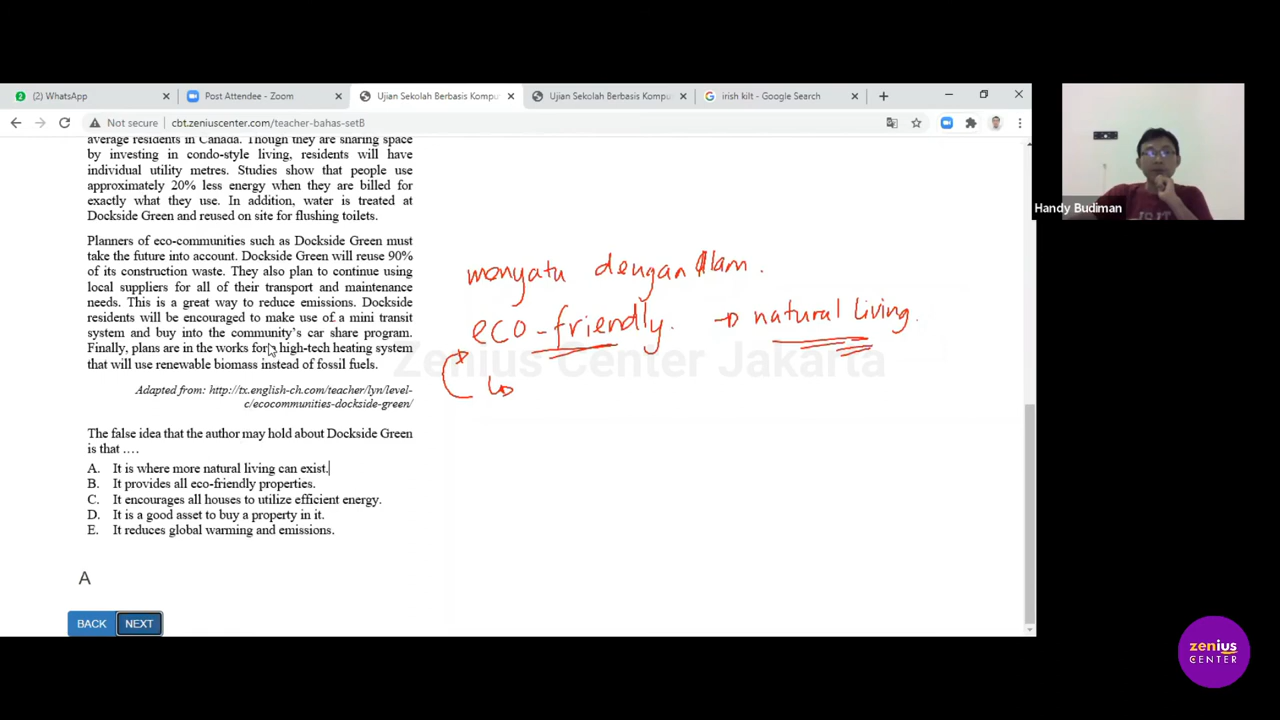 (2) WhatsApp
Post Attendee - Zoom
Ujian Sekolah Berbasis Kompu
Ujian Sekolah Berbasis Kompu
irish kilt - Google Search
Not secure | cbt.zeniuscenter.com/teacher-bahas-setB
average residents in Canada. Though they are sharing space
by investing in condo-style living, residents will have
individual utility metres. Studies show that people use
approximately 20% less energy when they are billed for
exactly what they use. In addition, water is treated at
Dockside Green and reused on site for flushing toilets.
Planners of eco-communities such as Dockside Green must
take the future into account. Dockside Green will reuse 90%
of its construction waste. They also plan to continue using
local suppliers for all of their transport and maintenance
needs. This is a great way to reduce emissions. Dockside
residents will be encouraged to make use of a mini transit
system and buy into the community's car share program.
Finally, plans are in the works for a high-tech heating system
that will use renewable biomass instead of fossil fuels.
Adapted from: http://tx.english-ch.com/teacher/lyn/level-
c/ecocommunities-dockside-green/
The false idea that the author may hold about Dockside Green
is that ….
A. It is where more natural living can exist.
B. It provides all eco-friendly properties.
C. It encourages all houses to utilize efficient energy.
D. It is a good asset to buy a property in it.
E. It reduces global warming and emissions.
A
BACK NEXT
menyatu dengan Alam.
eco-friendly. → natural living.
Zenius Center Jakarta
Handy Budiman
zenius
CENTER